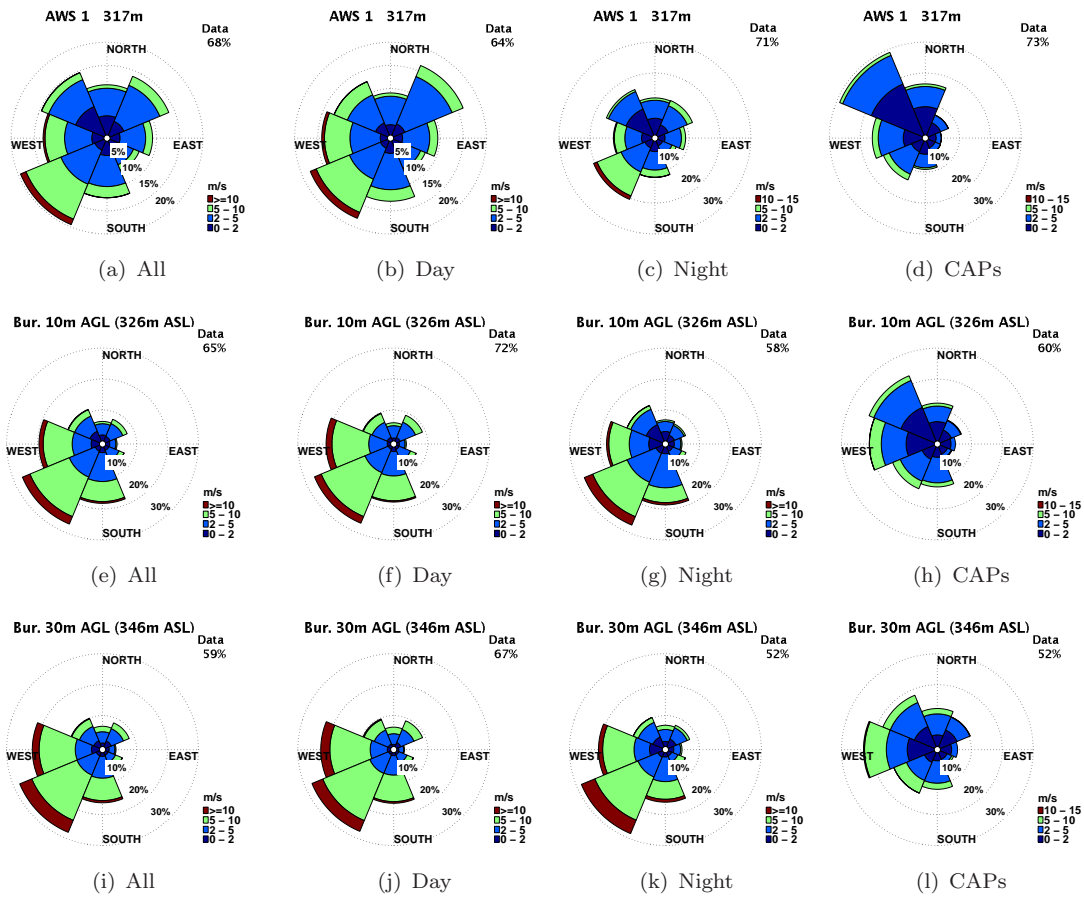 AWS 1 317m
Data
68%
NORTH
WEST
EAST
5%
10%
15%
20%
SOUTH
m/s
>=10
5 – 10
2 – 5
0 – 2
(a) All
AWS 1 317m
Data
64%
NORTH
WEST
EAST
5%
10%
15%
20%
SOUTH
m/s
>=10
5 – 10
2 – 5
0 – 2
(b) Day
AWS 1 317m
Data
71%
NORTH
WEST
EAST
10%
20%
30%
SOUTH
m/s
10 – 15
5 – 10
2 – 5
0 – 2
(c) Night
AWS 1 317m
Data
73%
NORTH
WEST
EAST
10%
20%
30%
SOUTH
m/s
10 – 15
5 – 10
2 – 5
0 – 2
(d) CAPs
Bur. 10m AGL (326m ASL)
Data
65%
NORTH
WEST
EAST
10%
20%
30%
SOUTH
m/s
>=10
5 – 10
2 – 5
0 – 2
(e) All
Bur. 10m AGL (326m ASL)
Data
72%
NORTH
WEST
EAST
10%
20%
30%
SOUTH
m/s
>=10
5 – 10
2 – 5
0 – 2
(f) Day
Bur. 10m AGL (326m ASL)
Data
58%
NORTH
WEST
EAST
10%
20%
30%
SOUTH
m/s
>=10
5 – 10
2 – 5
0 – 2
(g) Night
Bur. 10m AGL (326m ASL)
Data
60%
NORTH
WEST
EAST
10%
20%
30%
SOUTH
m/s
10 – 15
5 – 10
2 – 5
0 – 2
(h) CAPs
Bur. 30m AGL (346m ASL)
Data
59%
NORTH
WEST
EAST
10%
20%
30%
SOUTH
m/s
>=10
5 – 10
2 – 5
0 – 2
(i) All
Bur. 30m AGL (346m ASL)
Data
67%
NORTH
WEST
EAST
10%
20%
30%
SOUTH
m/s
>=10
5 – 10
2 – 5
0 – 2
(j) Day
Bur. 30m AGL (346m ASL)
Data
52%
NORTH
WEST
EAST
10%
20%
30%
SOUTH
m/s
>=10
5 – 10
2 – 5
0 – 2
(k) Night
Bur. 30m AGL (346m ASL)
Data
52%
NORTH
WEST
EAST
10%
20%
30%
SOUTH
m/s
10 – 15
5 – 10
2 – 5
0 – 2
(l) CAPs